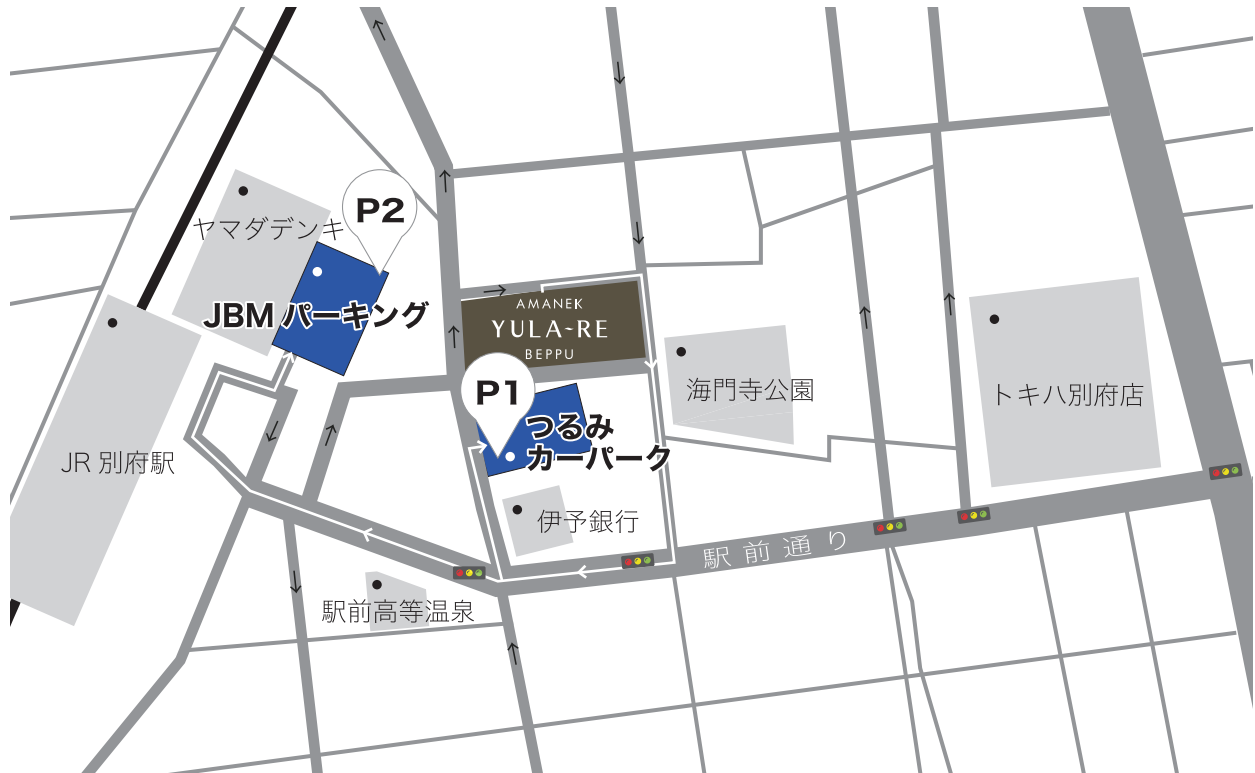 P2
ヤマダデンキ
JBM パーキング
AMANEK
YULA-RE
BEPPU
P1
つるみ
カーパーク
海門寺公園
トキハ別府店
JR 別府駅
伊予銀行
駅前通り
駅前高等温泉